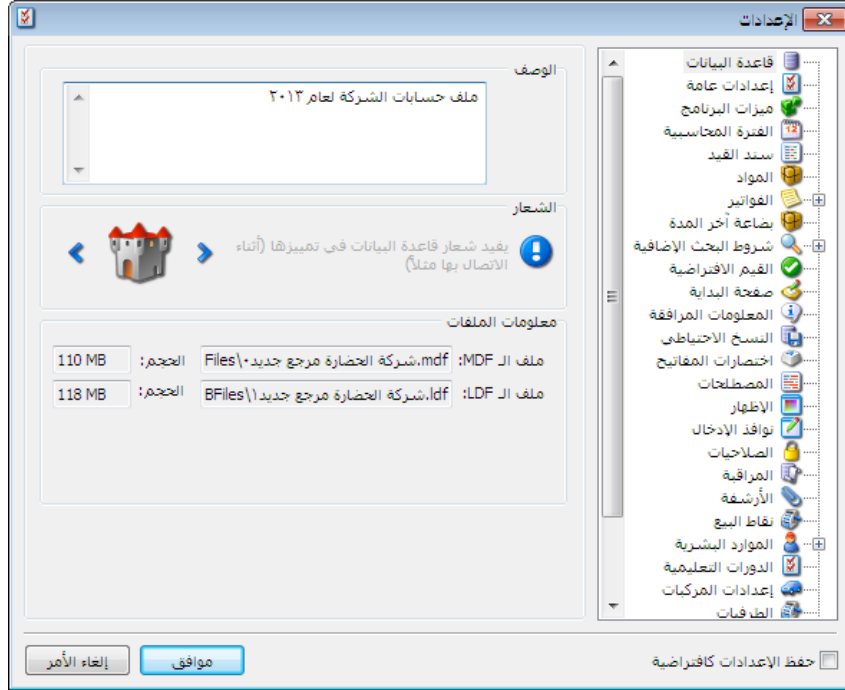 الإعدادات
قاعدة البيانات
إعدادات عامة
ميزات البرنامج
الفترة المحاسبية
سند القيد
المواد
الفواتير
بضاعة آخر المدة
شروط البحث الإضافية
القيم الافتراضية
صفحة البداية
المعلومات المرافقة
النسخ الاحتياطي
اختصارات المفاتيح
المصطلحات
الإظهار
نوافذ الإدخال
الصلاحيات
المراقبة
الأرشفة
نقاط البيع
الموارد البشرية
الدورات التعليمية
إعدادات المركبات
الطرفيات
الوصف
ملف حسابات الشركة لعام ٢٠١٣
الشعار
يفيد شعار قاعدة البيانات في تمييزها (أثناء
الاتصال بها مثلاً)
معلومات الملفات
ملف الـ MDF: Files\شركة الحضارة مرجع جديد٠.mdf الحجم: 110 MB
ملف الـ LDF: BFiles\شركة الحضارة مرجع جديد١.ldf الحجم: 118 MB
حفظ الإعدادات كافتراضية
موافق
إلغاء الأمر